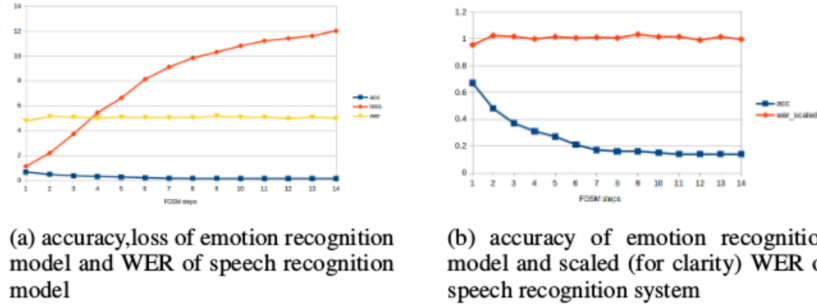 14
12
10
8
6
4
2
0
1 2 3 4 5 6 7 8 9 10 11 12 13 14
FGSM steps
acc
loss
wer
(a) accuracy,loss of emotion recognition
model and WER of speech recognition
model
1.2
1
0.8
0.6
0.4
0.2
0
1 2 3 4 5 6 7 8 9 10 11 12 13 14
FGSM steps
acc
wer_scaled
(b) accuracy of emotion recognitio
model and scaled (for clarity) WER o
speech recognition system